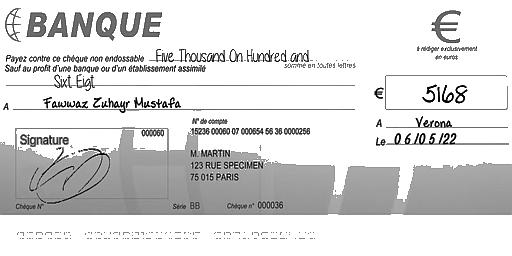 BANQUE
€
à rédiger exclusivement
en euros
Payez contre ce chèque non endossable Five Thousand On Hundred and
Sauf au profit d'une banque ou d'un établissement assimilé
somme en toutes lettres
Sixt Eigt
€ 5168
A Fawwaz Zuhayr Mustafa
A Verona
Le 06/05/22
Signature
000060
N° de compte
15236 00060 07 000654 56 36 0000256
M. MARTIN
123 RUE SPECIMEN
75 015 PARIS
Chèque N°
Série BB
Chèque n° 000036